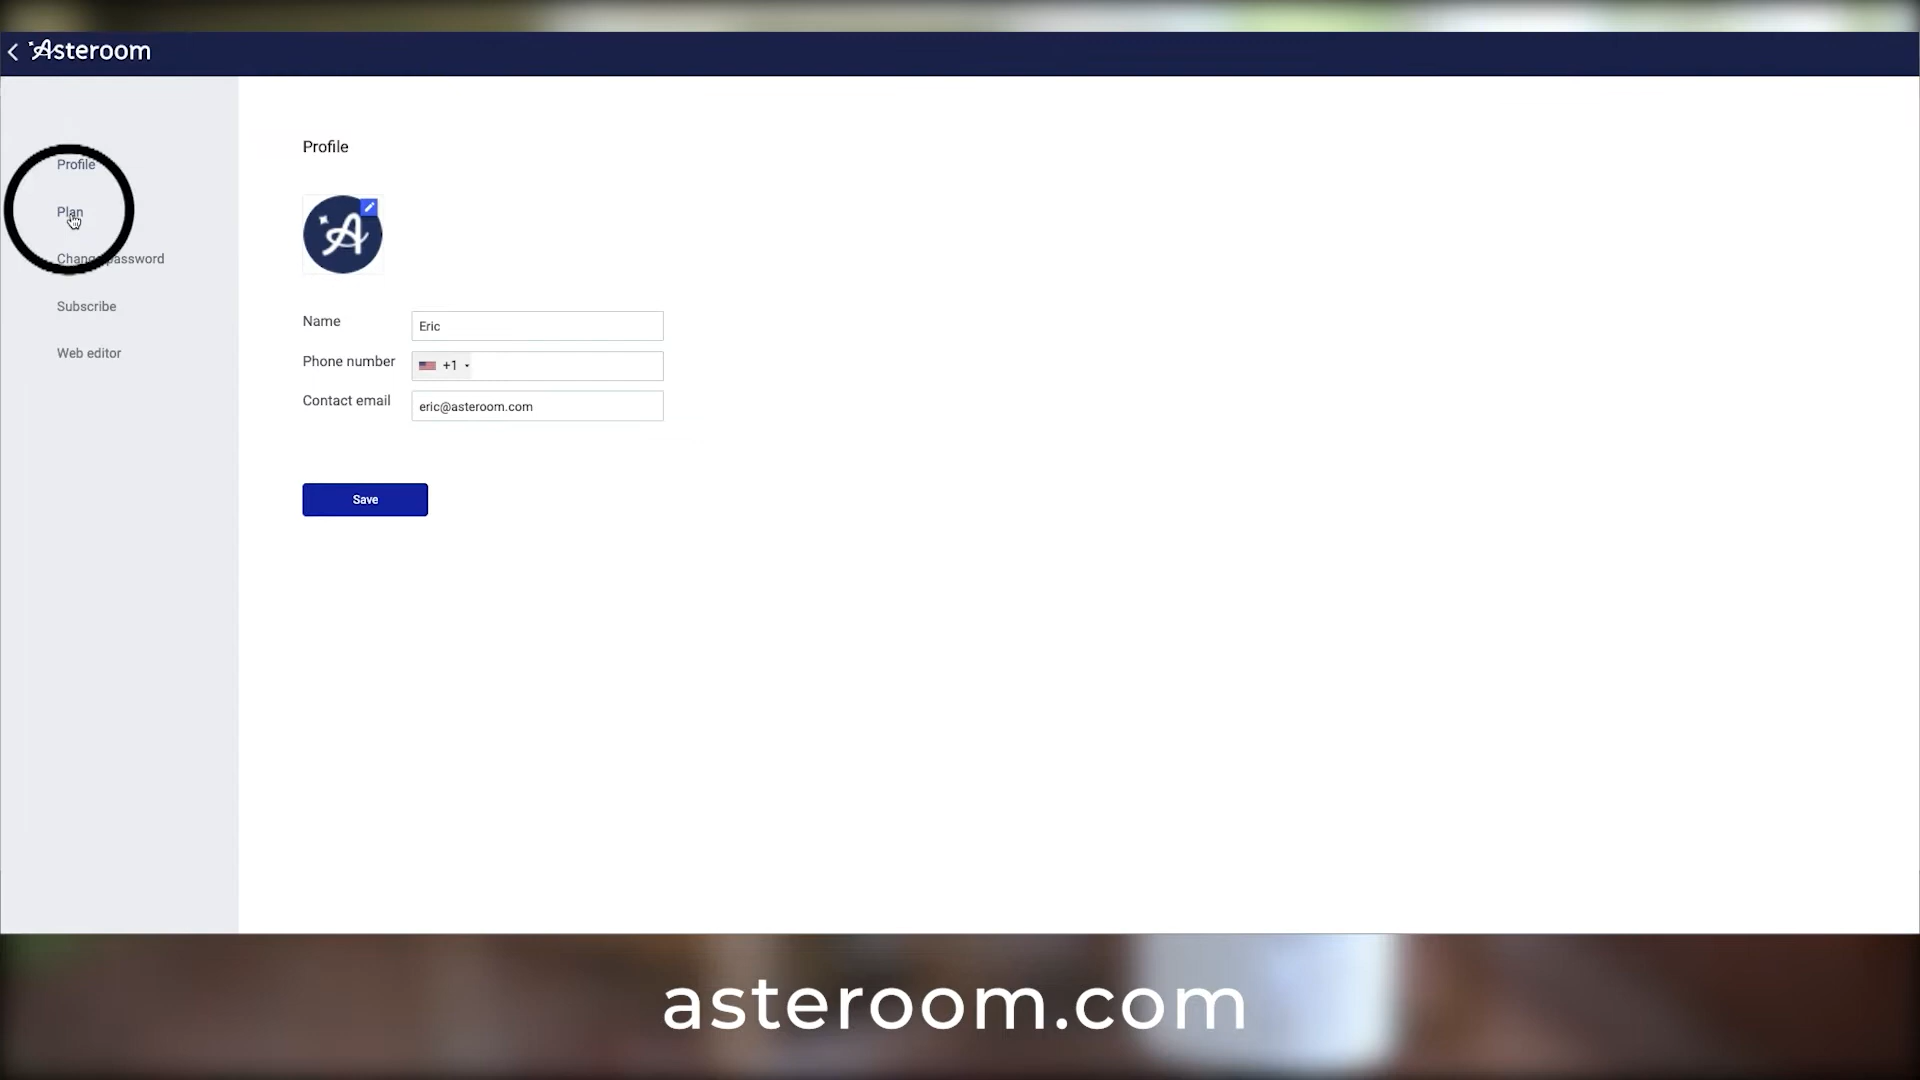 Asteroom
Profile
Plan
Change password
Subscribe
Web editor
Profile
Name
Eric
Phone number
+1
Contact email
eric@asteroom.com
Save
asteroom.com